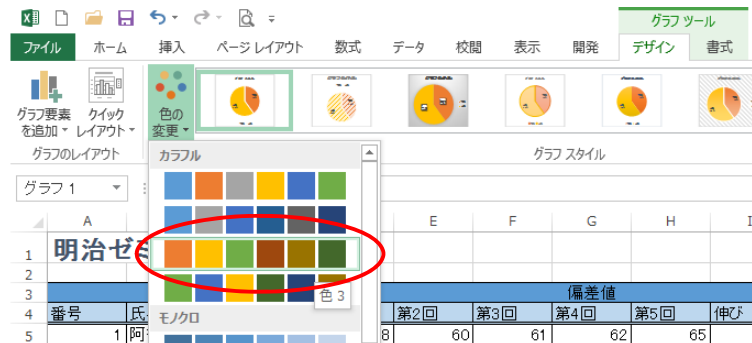 グラフ ツール
ファイル ホーム 挿入 ページ レイアウト 数式 データ 校閲 表示 開発 デザイン 書式
グラフ要素を追加 クイックレイアウト 色の変更
グラフのレイアウト グラフ スタイル
カラフル
グラフ 1
A E F G H I
1 明治ゼミ
2
3 偏差値
4 番号 氏 第2回 第3回 第4回 第5回 伸び
色 3
モノクロ
5 1 阿 8 60 61 62 65